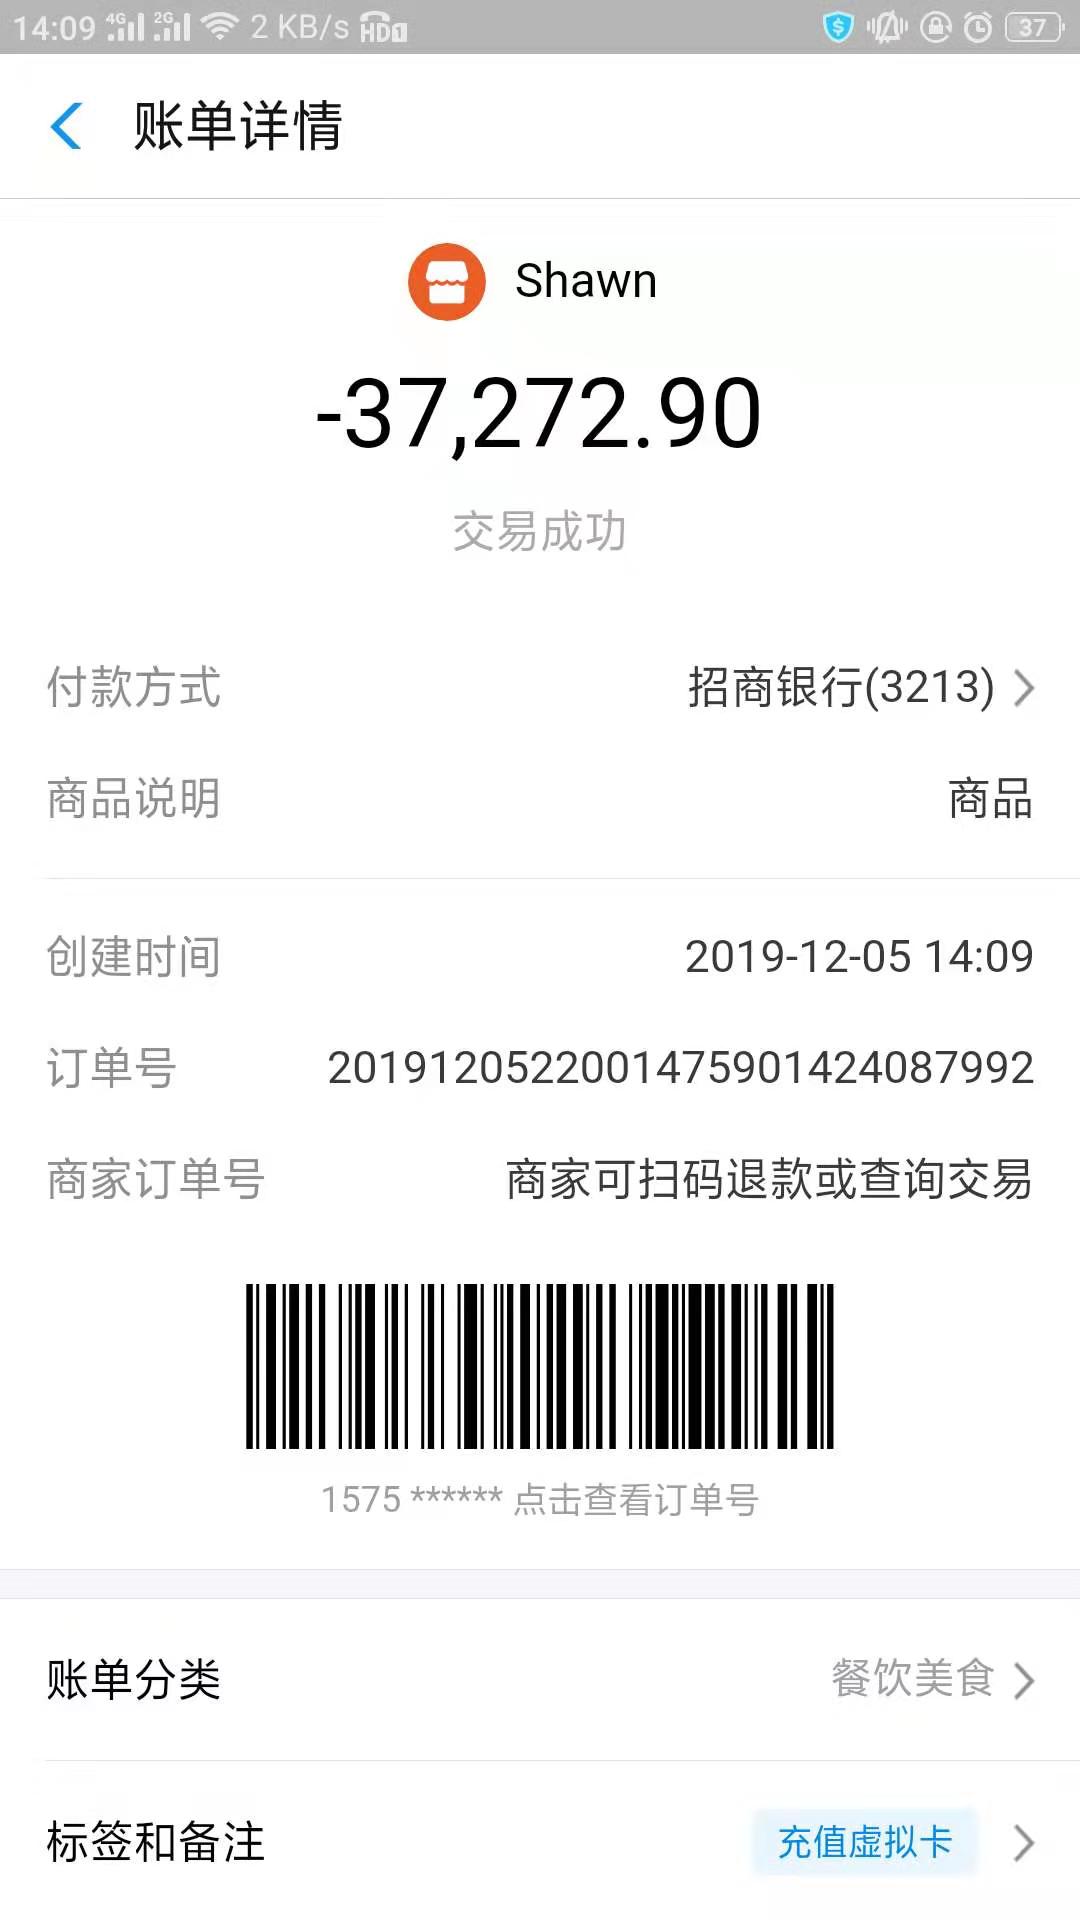 14:09 4G 2G 2 KB/s HD1 37
账单详情
Shawn
-37,272.90
交易成功
付款方式 招商银行(3213)
商品说明 商品
创建时间 2019-12-05 14:09
订单号 2019120522001475901424087992
商家订单号 商家可扫码退款或查询交易
1575 ****** 点击查看订单号
账单分类 餐饮美食
标签和备注 充值虚拟卡